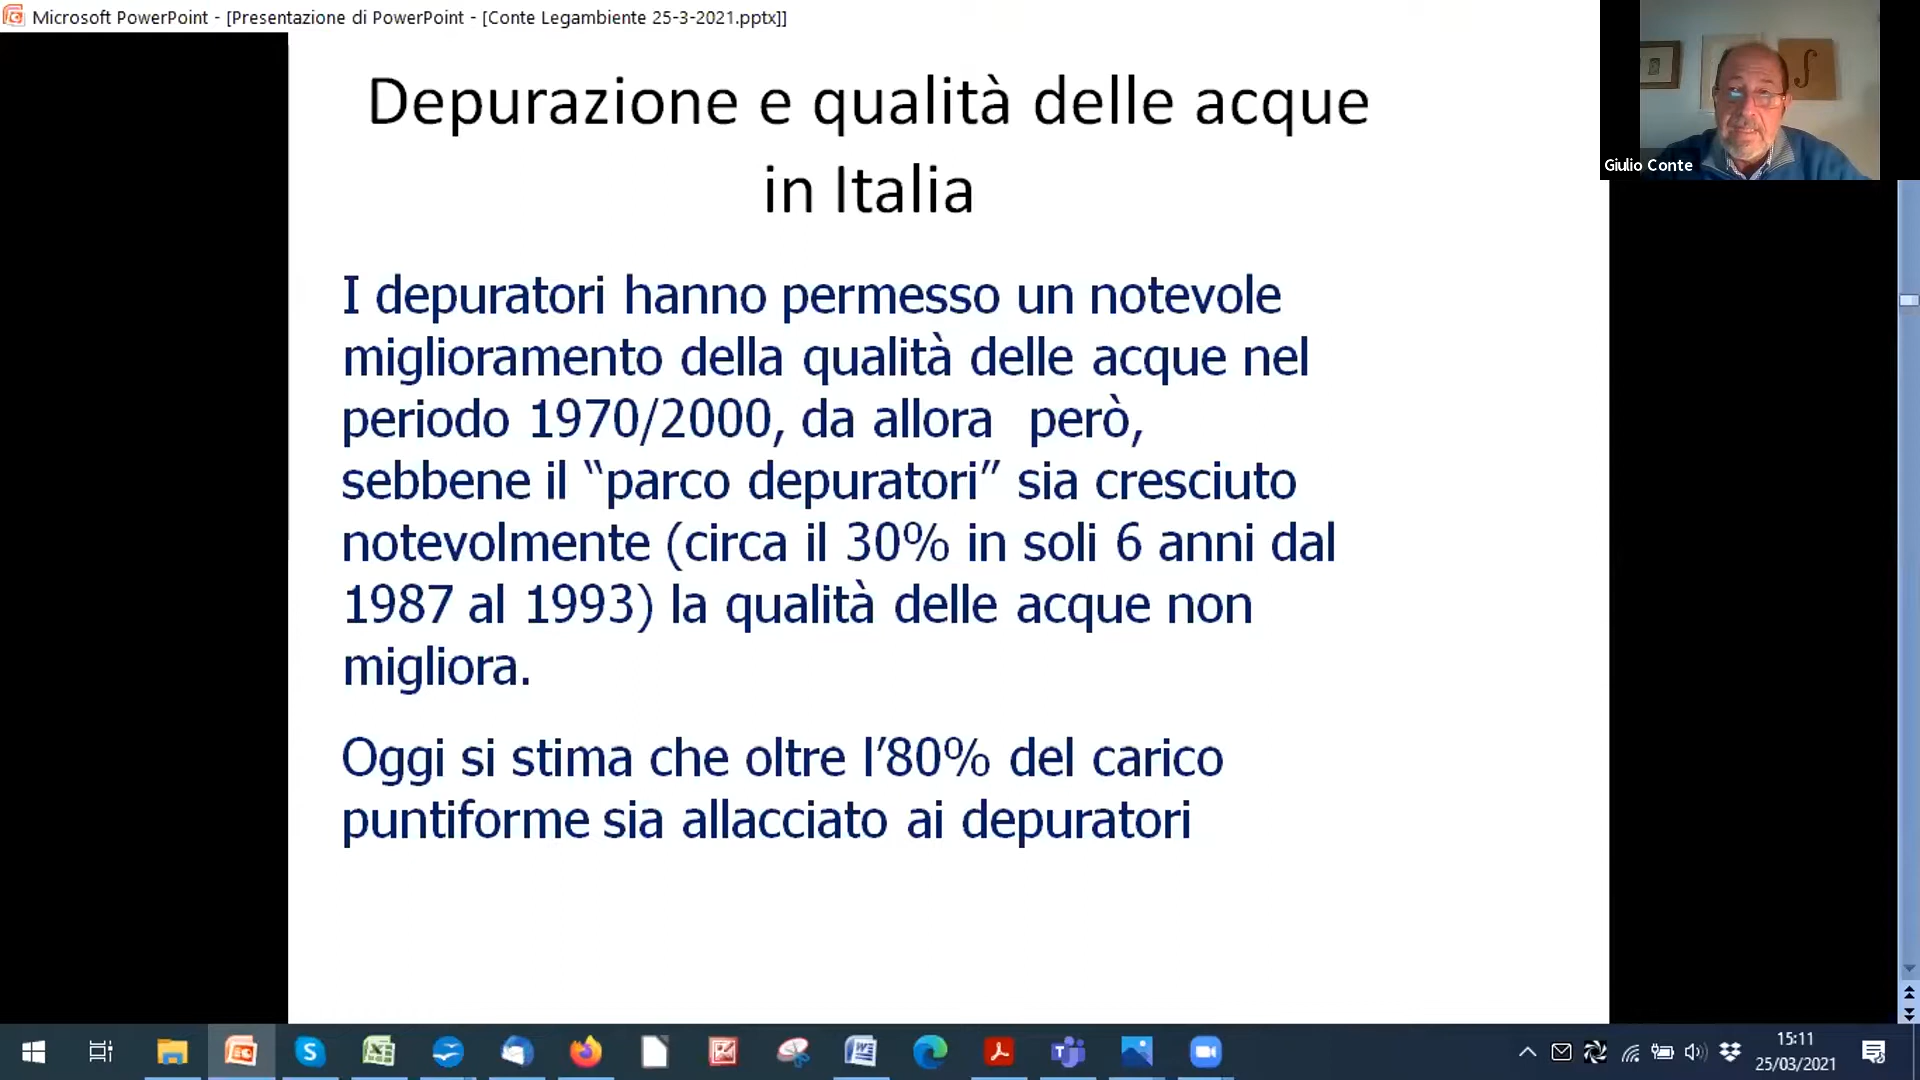 Microsoft PowerPoint - [Presentazione di PowerPoint - [Conte Legambiente 25-3-2021.pptx]]
Giulio Conte
Depurazione e qualità delle acque
in Italia
I depuratori hanno permesso un notevole
miglioramento della qualità delle acque nel
periodo 1970/2000, da allora però,
sebbene il “parco depuratori” sia cresciuto
notevolmente (circa il 30% in soli 6 anni dal
1987 al 1993) la qualità delle acque non
migliora.
Oggi si stima che oltre l’80% del carico
puntiforme sia allacciato ai depuratori
15:11
25/03/2021